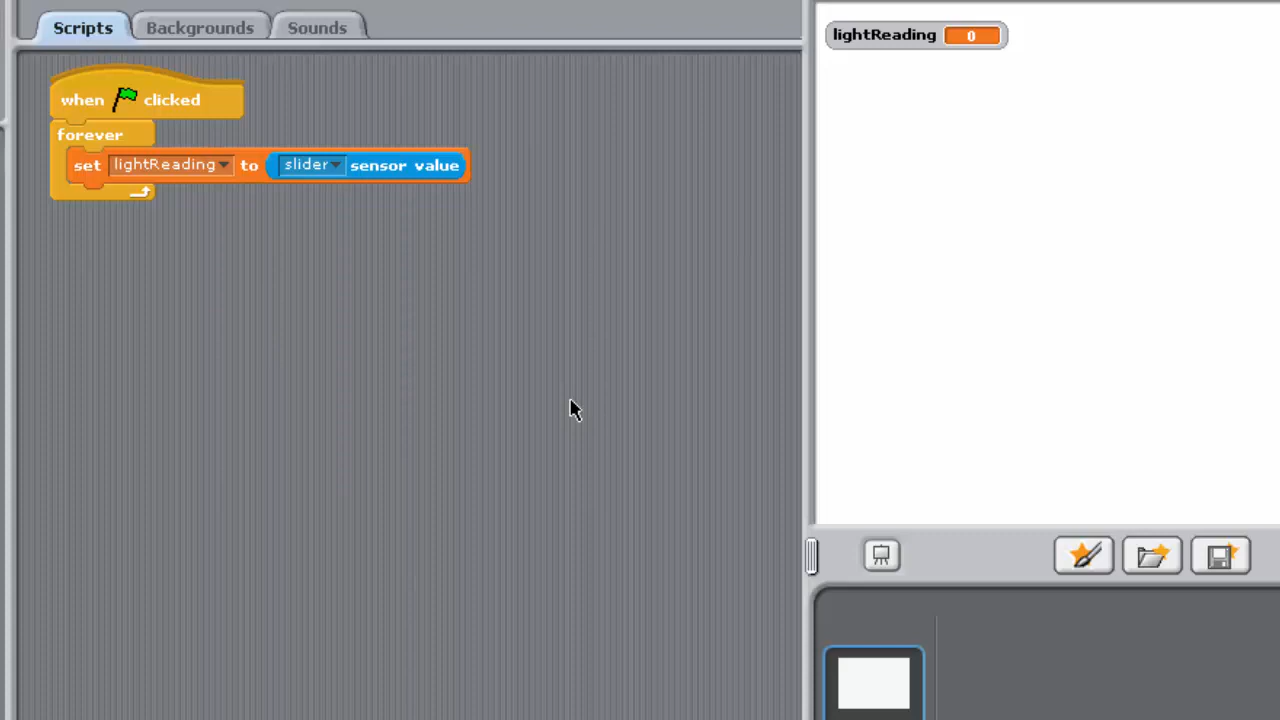 Scripts Backgrounds Sounds
when clicked
forever
set lightReading to slider sensor value
lightReading 0